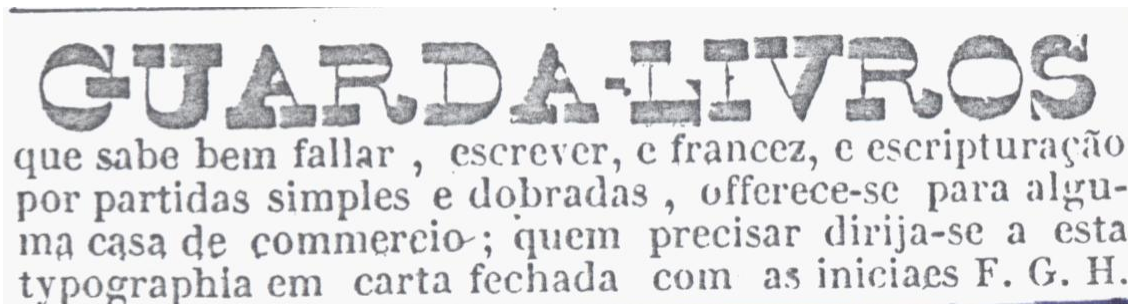 GUARDA-LIVROS
que sabe bem fallar , escrever, e francez, e escripturação
por partidas simples e dobradas , offerece-se para algu-
ma casa de commercio ; quem precisar dirija-se a esta
typographia em carta fechada com as iniciaes F. G. H.